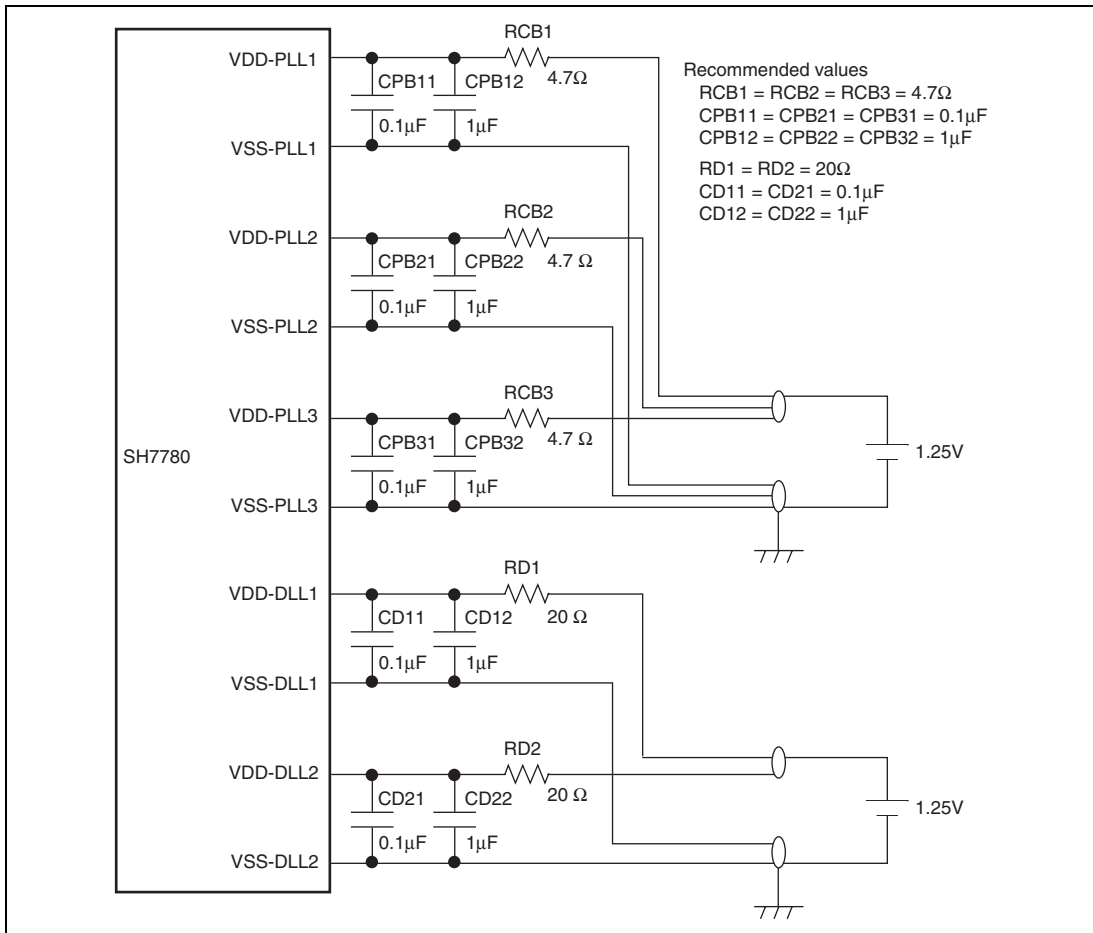 RCB1
VDD-PLL1
CPB11
CPB12
4.7Ω
0.1μF
1μF
VSS-PLL1
Recommended values
RCB1 = RCB2 = RCB3 = 4.7Ω
CPB11 = CPB21 = CPB31 = 0.1μF
CPB12 = CPB22 = CPB32 = 1μF
RD1 = RD2 = 20Ω
CD11 = CD21 = 0.1μF
CD12 = CD22 = 1μF
RCB2
VDD-PLL2
CPB21
CPB22
4.7 Ω
0.1μF
1μF
VSS-PLL2
RCB3
VDD-PLL3
CPB31
CPB32
4.7 Ω
SH7780
1.25V
0.1μF
1μF
VSS-PLL3
RD1
VDD-DLL1
CD11
CD12
20 Ω
0.1μF
1μF
VSS-DLL1
RD2
VDD-DLL2
CD21
CD22
20 Ω
1.25V
0.1μF
1μF
VSS-DLL2